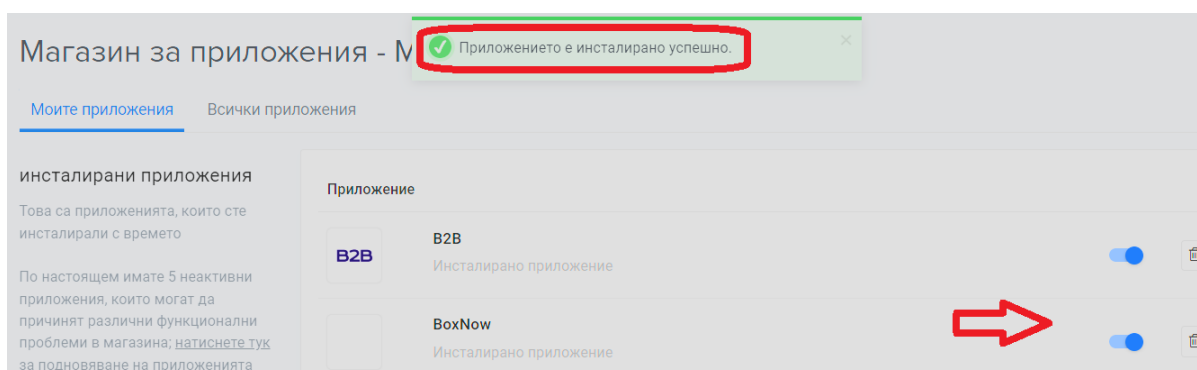 Приложението е инсталирано успешно.
Магазин за приложения -
Моите приложения Всички приложения
инсталирани приложения
Това са приложенията, които сте
инсталирали с времето
По настоящем имате 5 неактивни
приложения, които могат да
причинят различни функционални
проблеми в магазина; натиснете тук
за подновяване на приложенията
Приложение
B2B
B2B
Инсталирано приложение
BoxNow
Инсталирано приложение